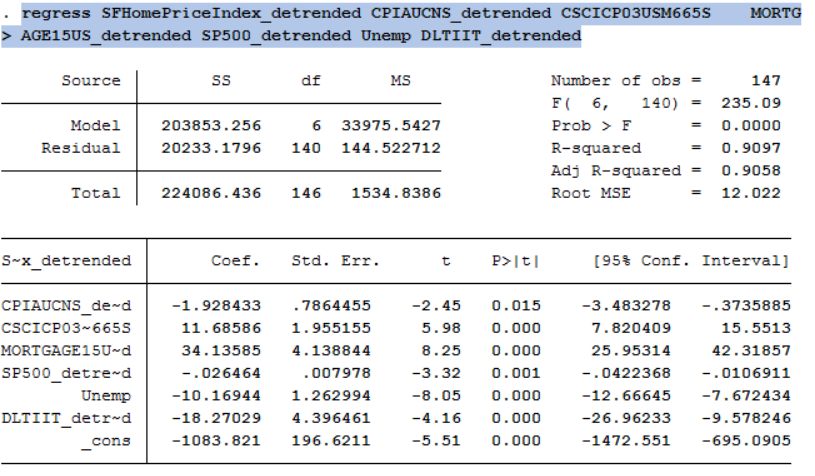 . regress SFHomePriceIndex_detrended CPIAUCNS_detrended CSCICP03USM665S MORTG
> AGE15US_detrended SP500_detrended Unemp DLTIIT_detrended
Source SS df MS Number of obs = 147
F( 6, 140) = 235.09
Model 203853.256 6 33975.5427 Prob > F = 0.0000
Residual 20233.1796 140 144.522712 R-squared = 0.9097
Adj R-squared = 0.9058
Total 224086.436 146 1534.8386 Root MSE = 12.022
S~x_detrended Coef. Std. Err. t P>|t| [95% Conf. Interval]
CPIAUCNS_de~d -1.928433 .7864455 -2.45 0.015 -3.483278 -.3735885
CSCICP03~665S 11.68586 1.955155 5.98 0.000 7.820409 15.5513
MORTGAGE15U~d 34.13585 4.138844 8.25 0.000 25.95314 42.31857
SP500_detre~d -.026464 .007978 -3.32 0.001 -.0422368 -.0106911
Unemp -10.16944 1.262994 -8.05 0.000 -12.66645 -7.672434
DLTIIT_detr~d -18.27029 4.396461 -4.16 0.000 -26.96233 -9.578246
_cons -1083.821 196.6211 -5.51 0.000 -1472.551 -695.0905